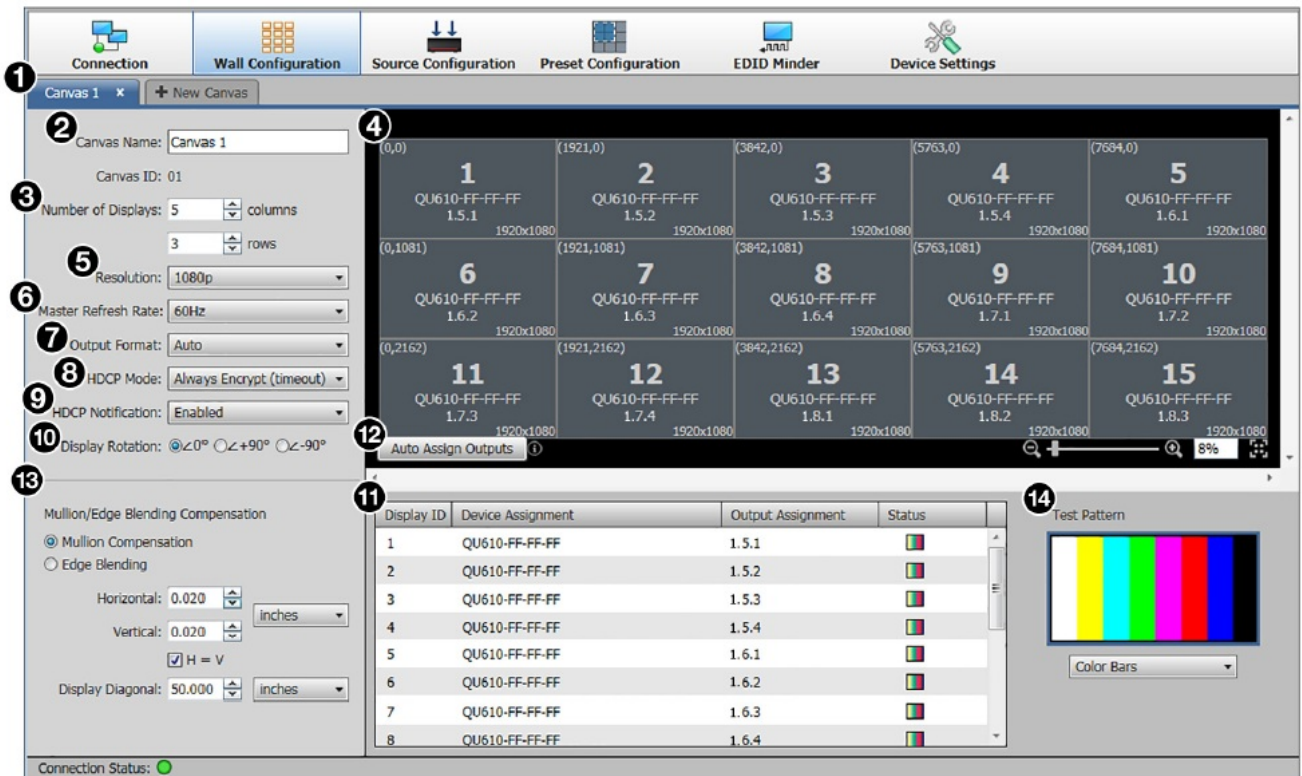 Connection Wall Configuration Source Configuration Preset Configuration EDID Minder Device Settings
1
Canvas 1 x + New Canvas
2
Canvas Name: Canvas 1
Canvas ID: 01
3
Number of Displays: 5 columns
3 rows
5
Resolution: 1080p
6
Master Refresh Rate: 60Hz
7
Output Format: Auto
8
HDCP Mode: Always Encrypt (timeout)
9
HDCP Notification: Enabled
10
Display Rotation: ∠0° ∠+90° ∠-90°
4
(0,0) (1921,0) (3842,0) (5763,0) (7684,0)
1 2 3 4 5
QU610-FF-FF-FF QU610-FF-FF-FF QU610-FF-FF-FF QU610-FF-FF-FF QU610-FF-FF-FF
1.5.1 1.5.2 1.5.3 1.5.4 1.6.1
1920x1080 1920x1080 1920x1080 1920x1080 1920x1080
(0,1081) (1921,1081) (3842,1081) (5763,1081) (7684,1081)
6 7 8 9 10
QU610-FF-FF-FF QU610-FF-FF-FF QU610-FF-FF-FF QU610-FF-FF-FF QU610-FF-FF-FF
1.6.2 1.6.3 1.6.4 1.7.1 1.7.2
1920x1080 1920x1080 1920x1080 1920x1080 1920x1080
(0,2162) (1921,2162) (3842,2162) (5763,2162) (7684,2162)
11 12 13 14 15
QU610-FF-FF-FF QU610-FF-FF-FF QU610-FF-FF-FF QU610-FF-FF-FF QU610-FF-FF-FF
1.7.3 1.7.4 1.8.1 1.8.2 1.8.3
1920x1080 1920x1080 1920x1080 1920x1080 1920x1080
12
Auto Assign Outputs i 8%
13
Mullion/Edge Blending Compensation
Mullion Compensation
Edge Blending
Horizontal: 0.020
inches
Vertical: 0.020
H = V
Display Diagonal: 50.000 inches
11
Display ID Device Assignment Output Assignment Status
1 QU610-FF-FF-FF 1.5.1
2 QU610-FF-FF-FF 1.5.2
3 QU610-FF-FF-FF 1.5.3
4 QU610-FF-FF-FF 1.5.4
5 QU610-FF-FF-FF 1.6.1
6 QU610-FF-FF-FF 1.6.2
7 QU610-FF-FF-FF 1.6.3
8 QU610-FF-FF-FF 1.6.4
14
Test Pattern
Color Bars
Connection Status: